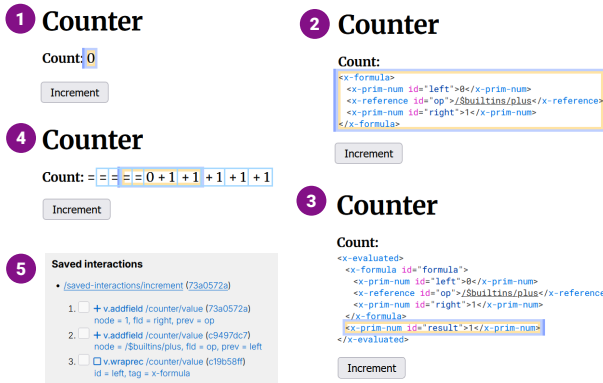 1
Counter
Count: 0
Increment
2
Counter
Count:
<x-formula>
<x-prim-num id="left">0</x-prim-num>
<x-reference id="op">/$builtins/plus</x-reference>
<x-prim-num id="right">1</x-prim-num>
</x-formula>
Increment
3
Counter
Count:
<x-evaluated>
<x-formula id="formula">
<x-prim-num id="left">0</x-prim-num>
<x-reference id="op">/$builtins/plus</x-reference
<x-prim-num id="right">1</x-prim-num>
</x-formula>
<x-prim-num id="result">1</x-prim-num>
</x-evaluated>
Increment
4
Counter
Count: = = = = = 0 + 1 + 1 + 1 + 1 + 1
Increment
5
Saved interactions
• /saved-interactions/increment (73a0572a)
1. + v.addfield /counter/value (73a0572a)
node = 1, fld = right, prev = op
2. + v.addfield /counter/value (c9497dc7)
node = /$builtins/plus, fld = op, prev = left
3. v.wraprec /counter/value (c19b58ff)
id = left, tag = x-formula